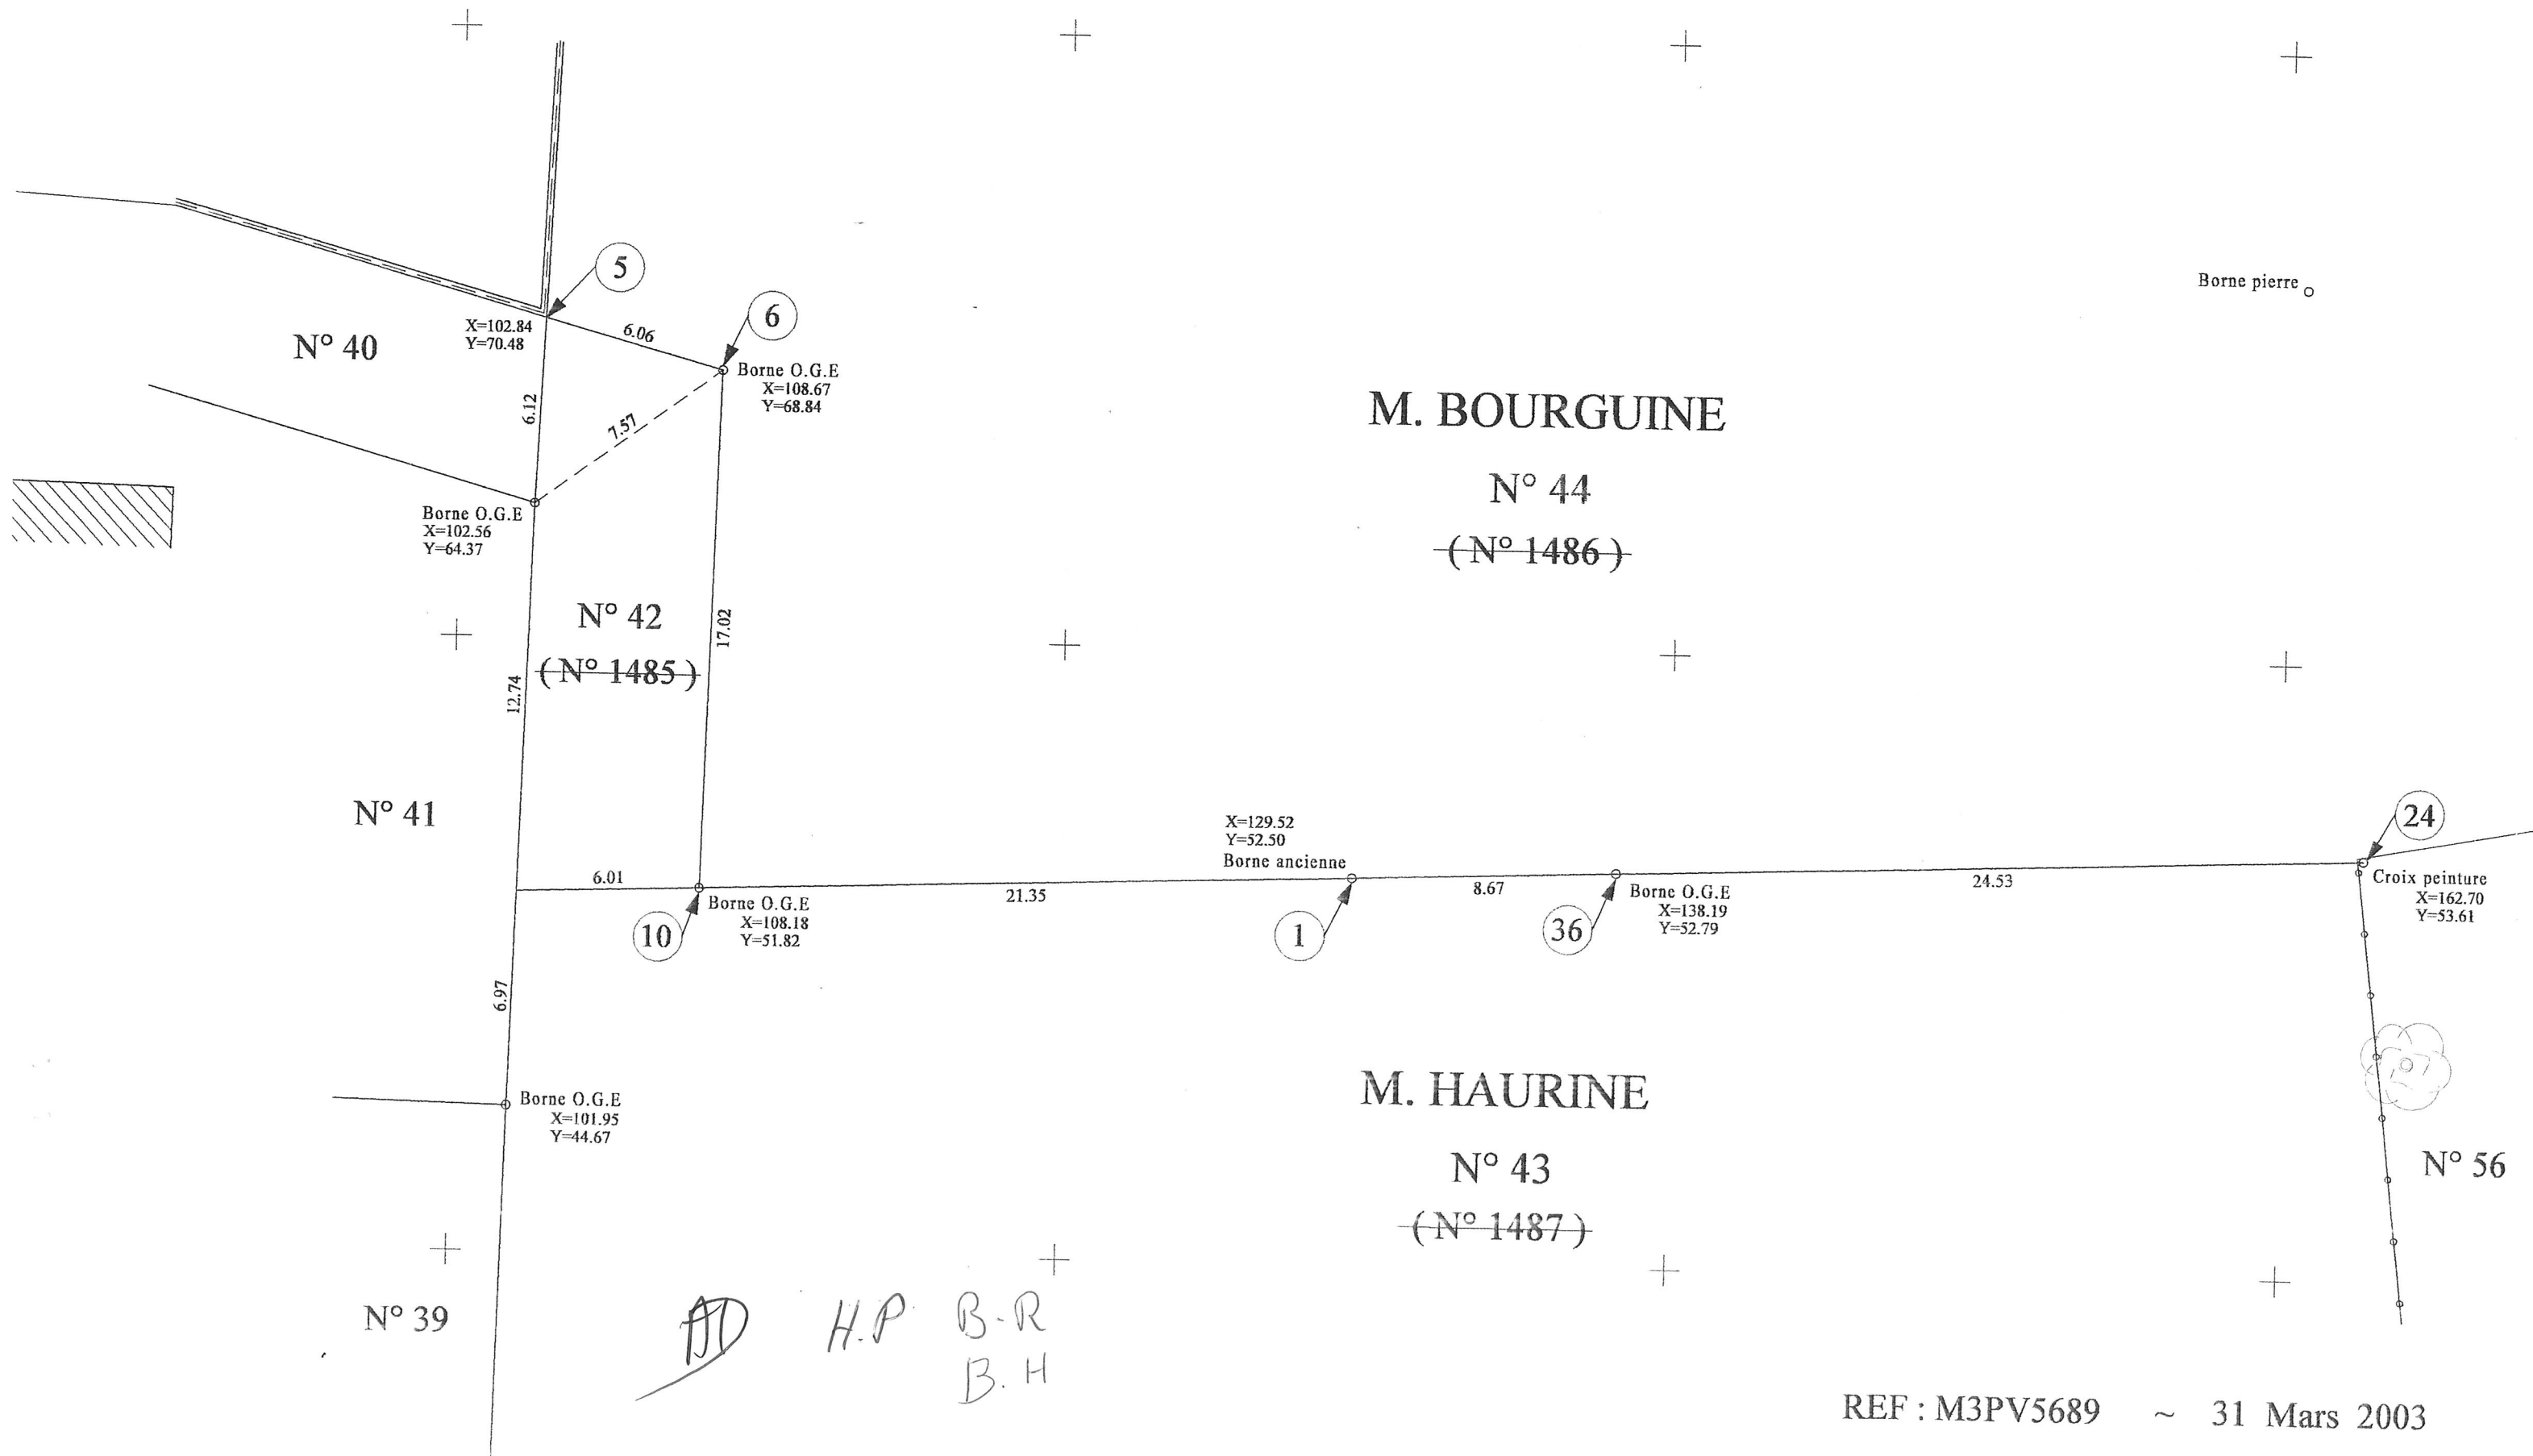 5
6
Borne pierre
X=102.84
Y=70.48
6.06
N° 40
Borne O.G.E
X=108.67
Y=68.84
6.12
7.57
M. BOURGUINE
N° 44
( N° 1486 )
Borne O.G.E
X=102.56
Y=64.37
N° 42
( N° 1485 )
17.02
12.74
N° 41
X=129.52
Y=52.50
Borne ancienne
24
6.01
21.35
8.67
24.53
Croix peinture
X=162.70
Y=53.61
Borne O.G.E
X=108.18
Y=51.82
10
1
36
Borne O.G.E
X=138.19
Y=52.79
6.97
Borne O.G.E
X=101.95
Y=44.67
M. HAURINE
N° 43
( N° 1487 )
N° 56
N° 39
H.P B-R
B.H
REF : M3PV5689 ~ 31 Mars 2003